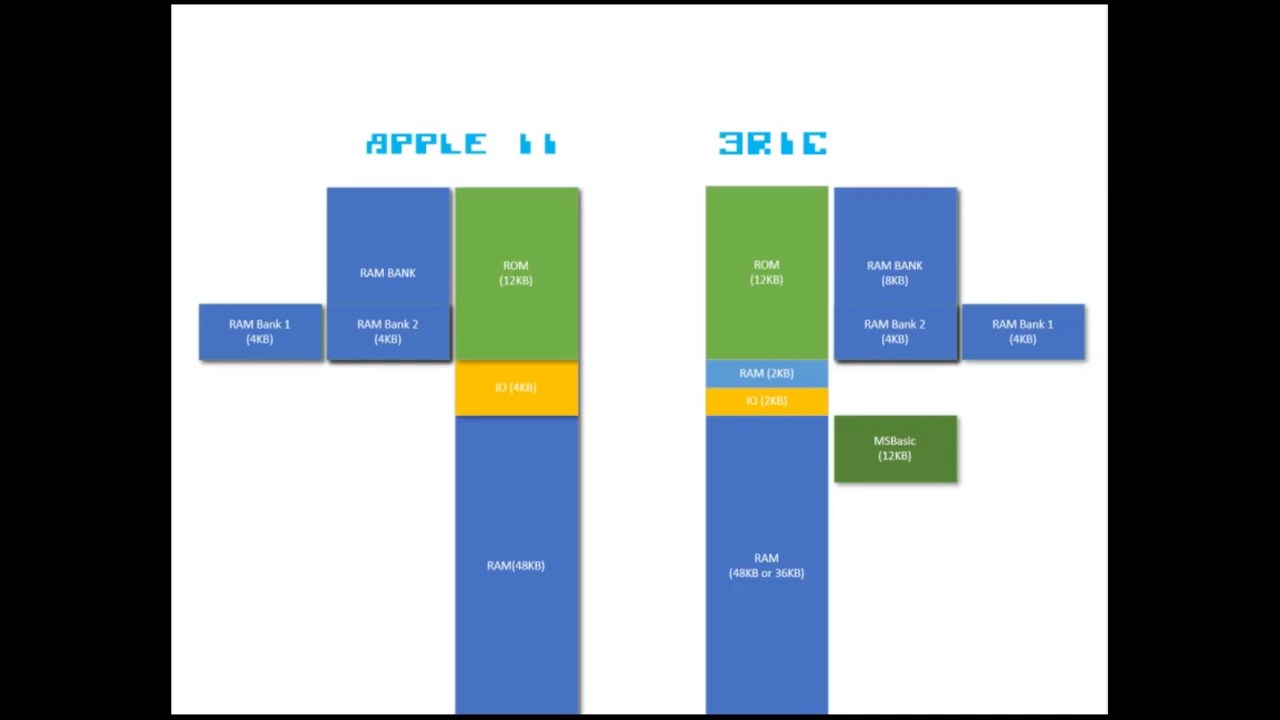 APPLE II
3RIC
RAM BANK
ROM
(12KB)
RAM Bank 1
(4KB)
RAM Bank 2
(4KB)
IO (4KB)
RAM(48KB)
ROM
(12KB)
RAM BANK
(8KB)
RAM Bank 2
(4KB)
RAM Bank 1
(4KB)
RAM (2KB)
IO (2KB)
MSBasic
(12KB)
RAM
(48KB or 36KB)